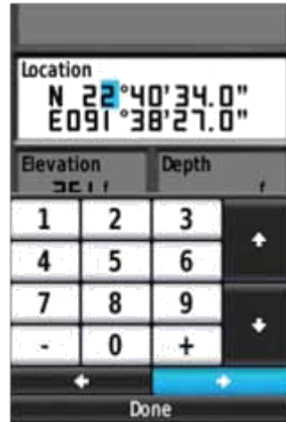 Location
N 22°40'34.0"
E091°38'27.0"
Elevation Depth
f
1 2 3
4 5 6
7 8 9
- 0 +
Done